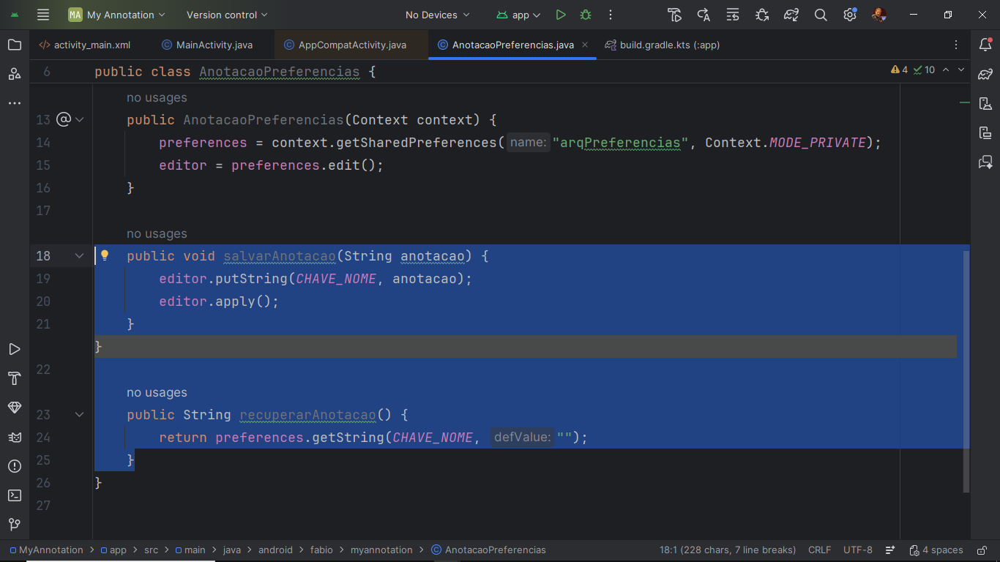 MA My Annotation Version control No Devices app
activity_main.xml MainActivity.java AppCompatActivity.java AnotacaoPreferencias.java build.gradle.kts (:app)
6 public class AnotacaoPreferencias { 4 10
no usages
13 public AnotacaoPreferencias(Context context) {
14 preferences = context.getSharedPreferences( name: "arqPreferencias", Context.MODE_PRIVATE);
15 editor = preferences.edit();
16 }
17
no usages
18 public void salvarAnotacao(String anotacao) {
19 editor.putString(CHAVE_NOME, anotacao);
20 editor.apply();
21 }
}
22
no usages
23 public String recuperarAnotacao() {
24 return preferences.getString(CHAVE_NOME, defValue: "");
25 }
26 }
27
MyAnnotation > app > src > main > java > android > fabio > myannotation > AnotacaoPreferencias 18:1 (228 chars, 7 line breaks) CRLF UTF-8 4 spaces